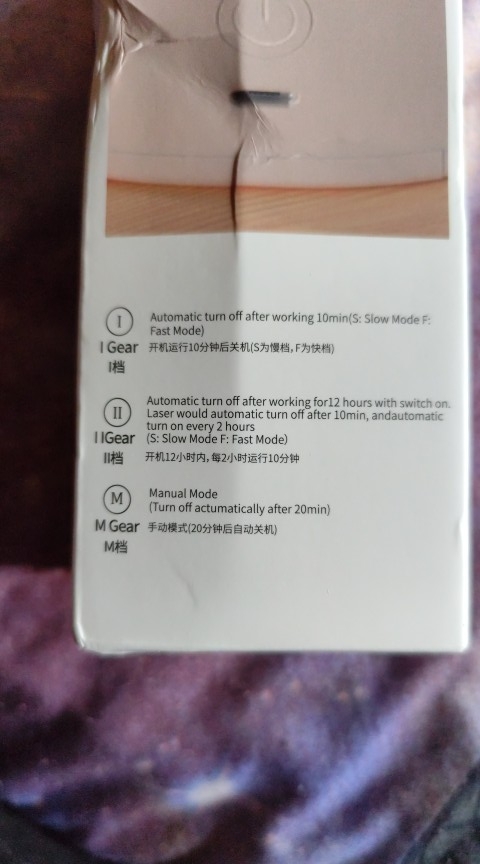 I
Automatic turn off after working 10min(S: Slow Mode F:
Fast Mode)
I Gear
开机运行10分钟后关机(S为慢档，F为快档)
I档
II
Automatic turn off after working for12 hours with switch on.
Laser would automatic turn off after 10min, andautomatic
turn on every 2 hours
IIGear
(S: Slow Mode F: Fast Mode)
II档
开机12小时内，每2小时运行10分钟
M
Manual Mode
(Turn off actumatically after 20min)
M Gear
手动模式(20分钟后自动关机)
M档